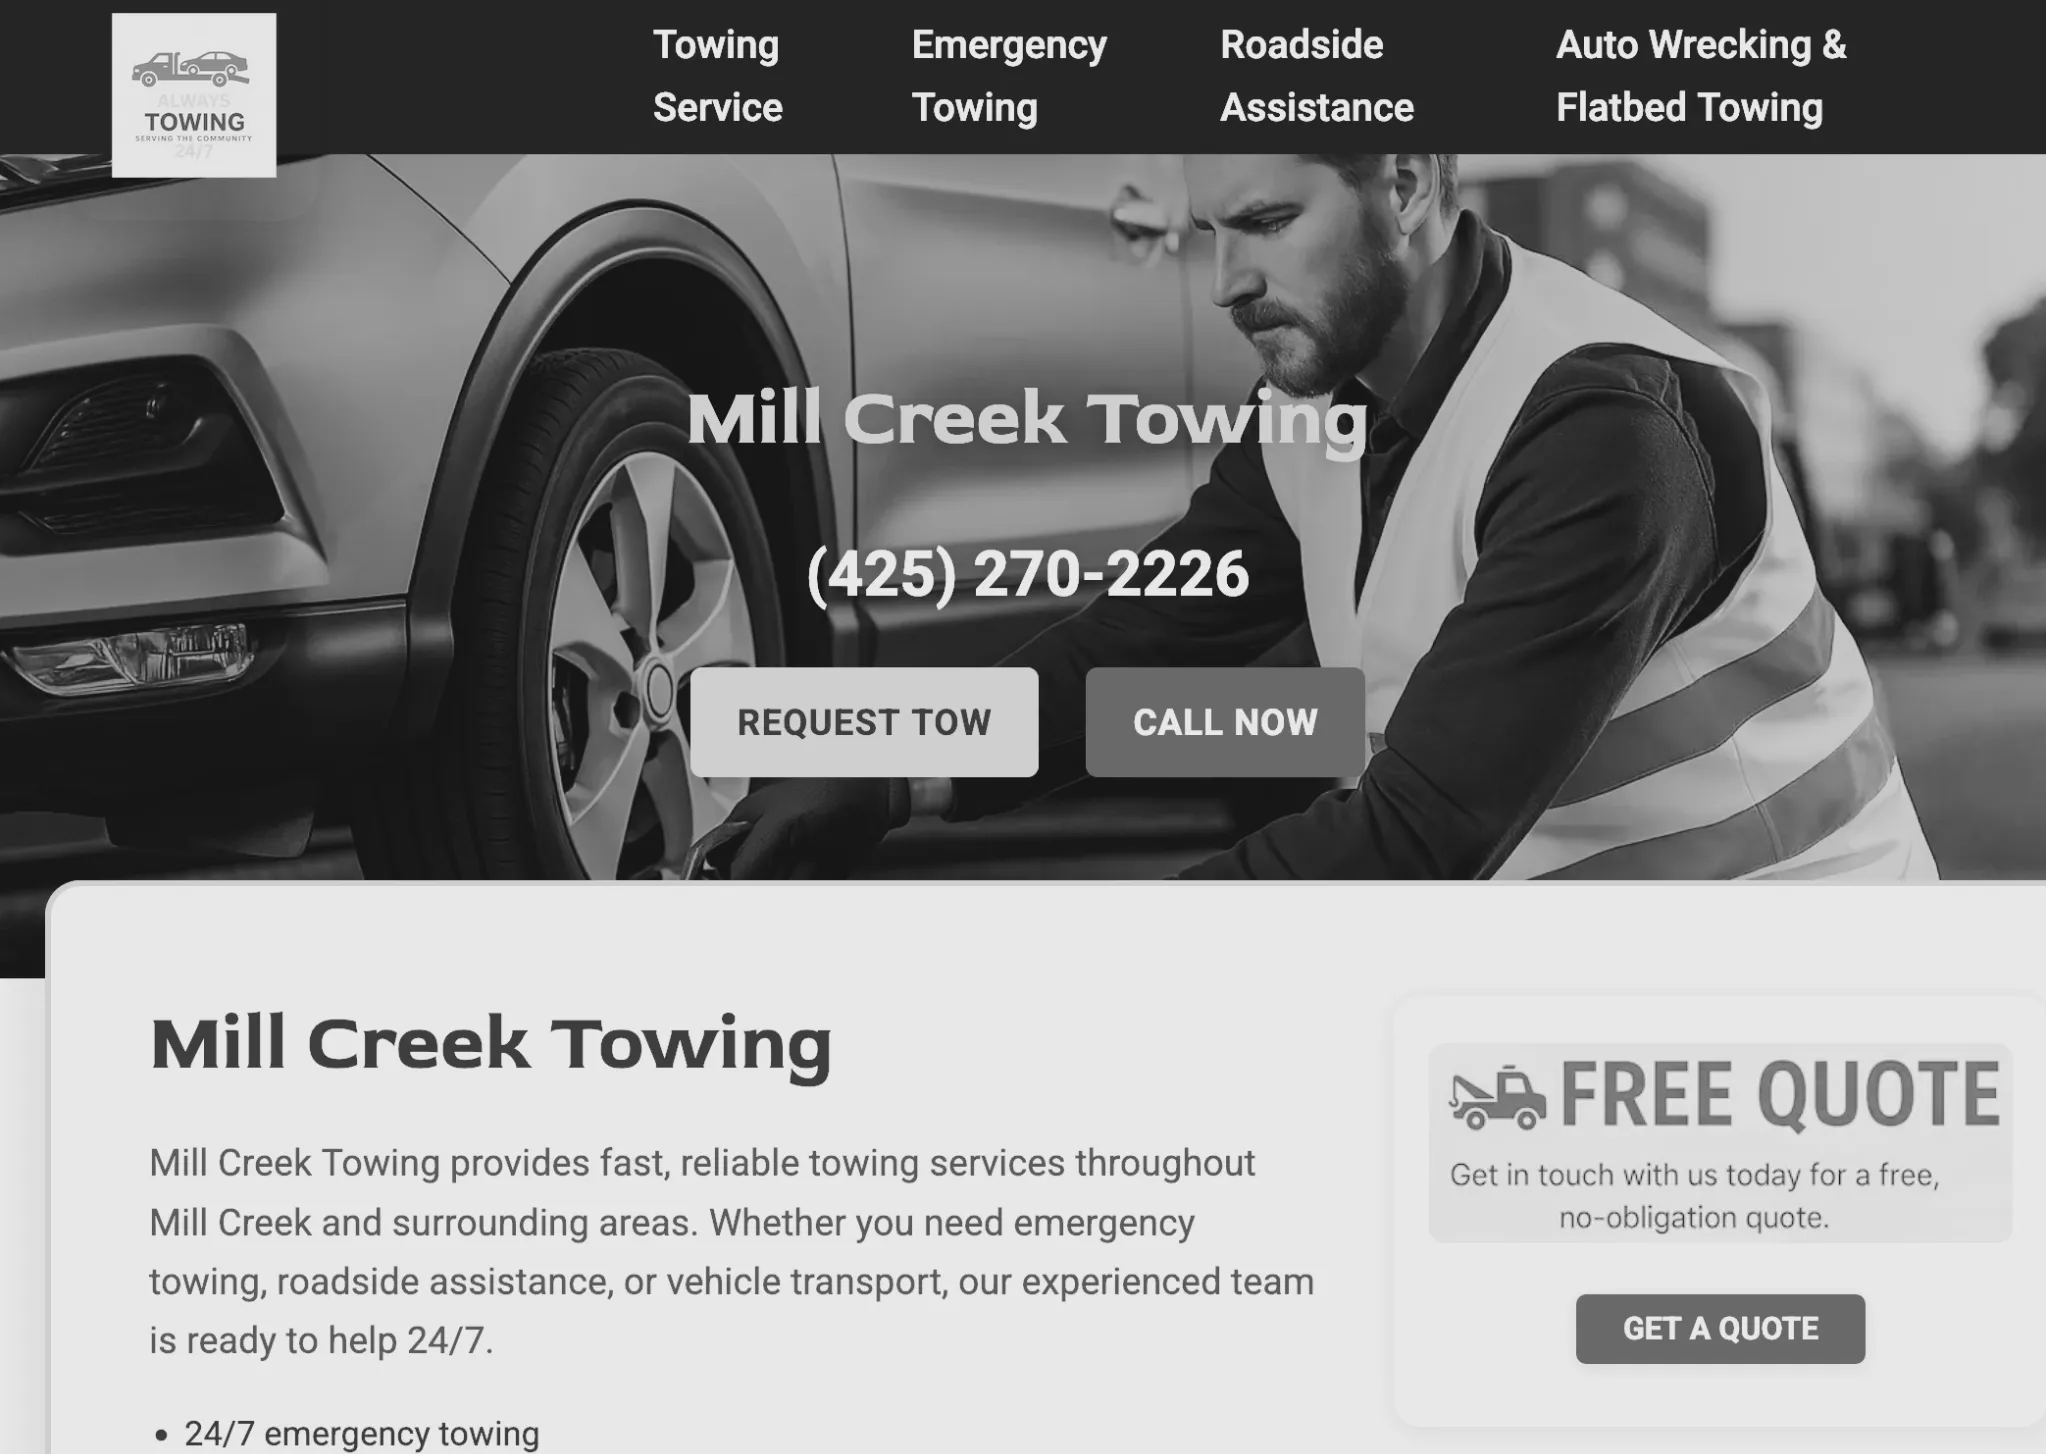 ALWAYS
TOWING
SERVING THE COMMUNITY
24/7
Towing
Service
Emergency
Towing
Roadside
Assistance
Auto Wrecking &
Flatbed Towing
Mill Creek Towing
(425) 270-2226
REQUEST TOW
CALL NOW
Mill Creek Towing
Mill Creek Towing provides fast, reliable towing services throughout
Mill Creek and surrounding areas. Whether you need emergency
towing, roadside assistance, or vehicle transport, our experienced team
is ready to help 24/7.
• 24/7 emergency towing
FREE QUOTE
Get in touch with us today for a free,
no-obligation quote.
GET A QUOTE